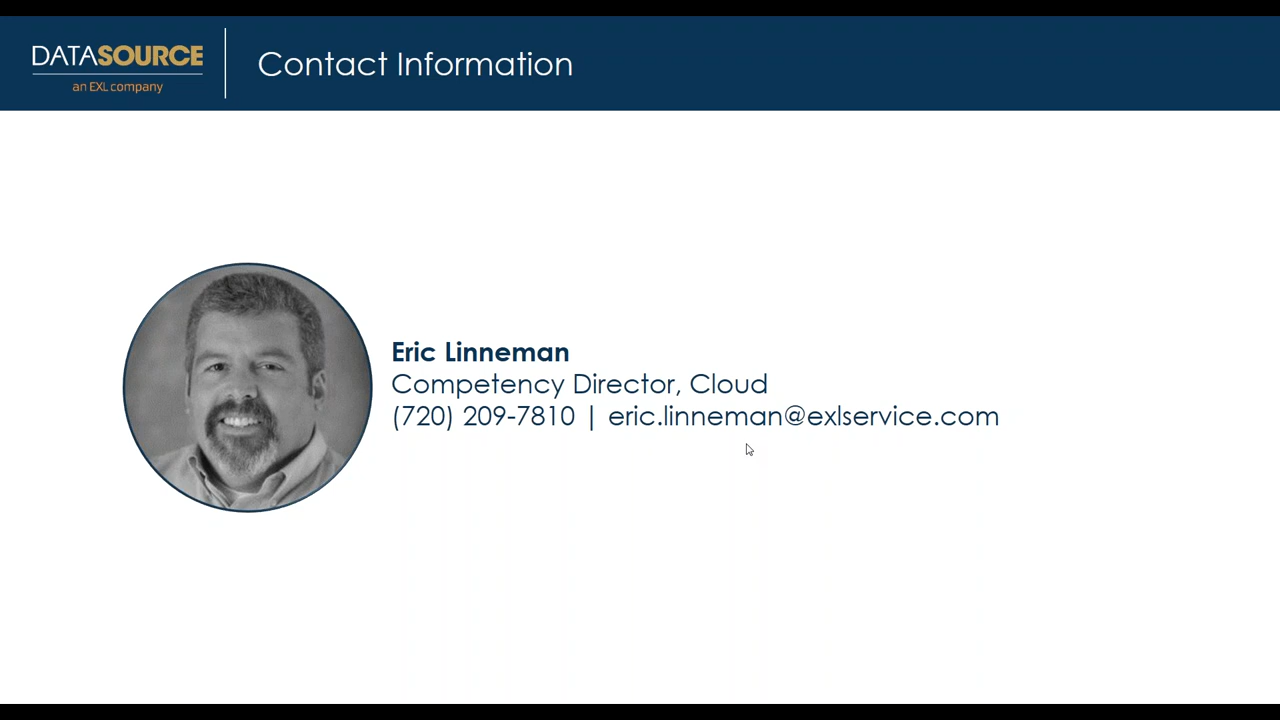 DATASOURCE
an EXL company
Contact Information
Eric Linneman
Competency Director, Cloud
(720) 209-7810 | eric.linneman@exlservice.com